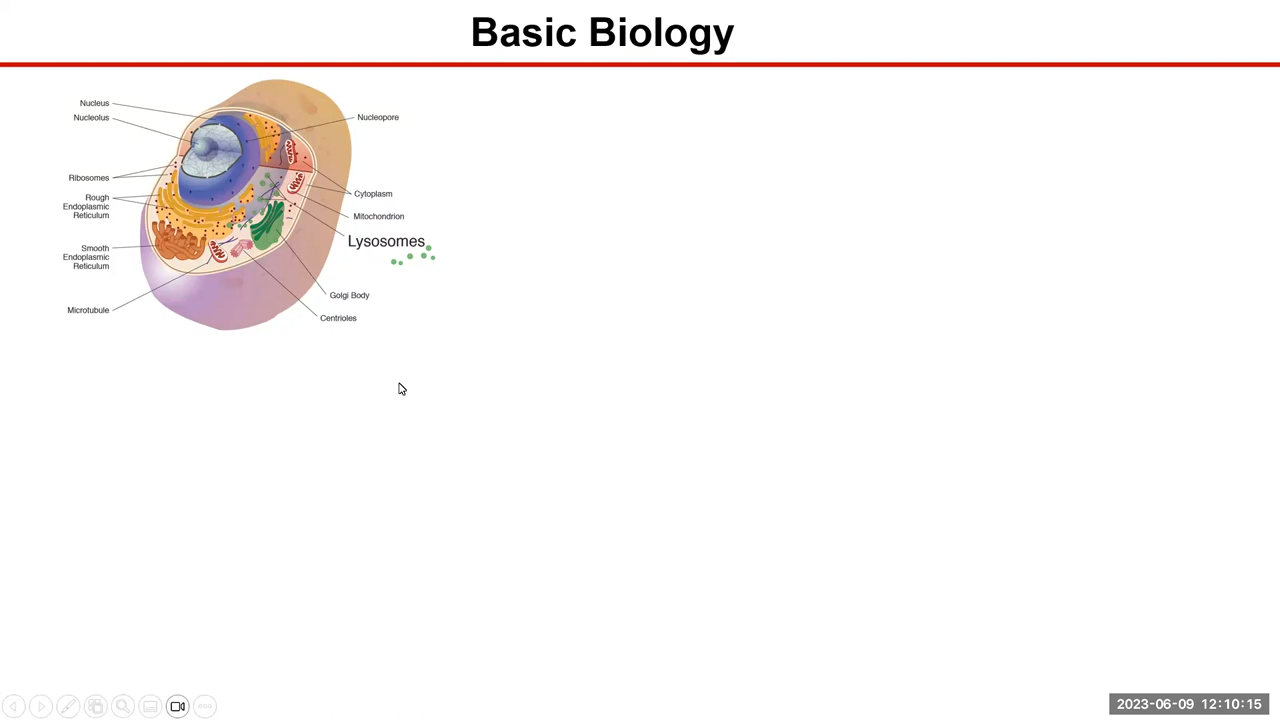 Basic Biology
Nucleus
Nucleolus
Nucleopore
Ribosomes
Rough
Endoplasmic
Reticulum
Cytoplasm
Mitochondrion
Lysosomes
Smooth
Endoplasmic
Reticulum
Golgi Body
Microtubule
Centrioles
2023-06-09 12:10:15